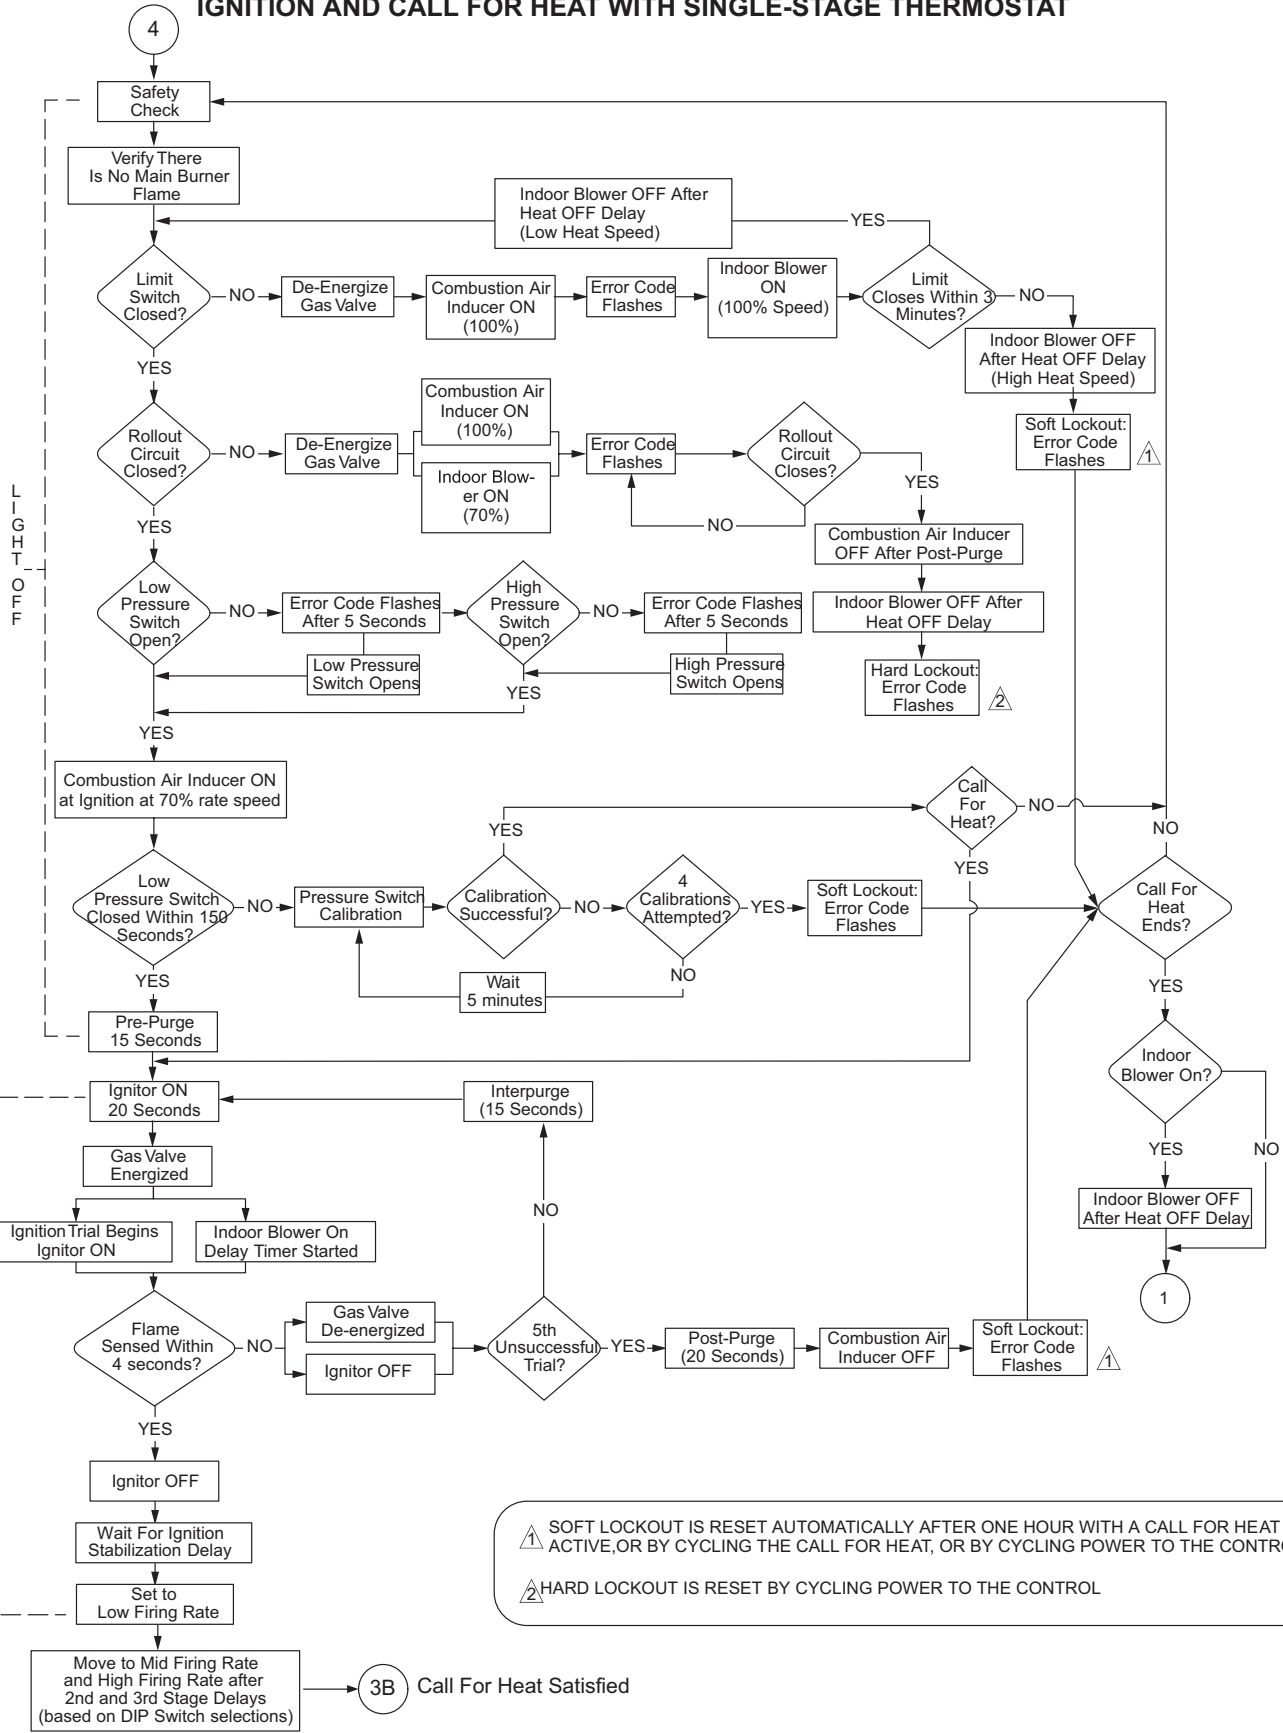 IGNITION AND CALL FOR HEAT WITH SINGLE-STAGE THERMOSTAT
4
Safety
Check
Verify There
Is No Main Burner
Flame
Indoor Blower OFF After
Heat OFF Delay
(Low Heat Speed)
YES
Limit
Switch
Closed?
NO
De-Energize
Gas Valve
Combustion Air
Inducer ON
(100%)
Error Code
Flashes
Indoor Blower
ON
(100% Speed)
Limit
Closes Within 3
Minutes?
NO
Indoor Blower OFF
After Heat OFF Delay
(High Heat Speed)
Soft Lockout:
Error Code
Flashes
1
YES
Rollout
Circuit
Closed?
NO
De-Energize
Gas Valve
Combustion Air
Inducer ON
(100%)
Indoor Blow-
er ON
(70%)
Error Code
Flashes
Rollout
Circuit
Closes?
NO
YES
Combustion Air Inducer
OFF After Post-Purge
Indoor Blower OFF After
Heat OFF Delay
Hard Lockout:
Error Code
Flashes
2
LIGHT OFF
YES
Low
Pressure
Switch
Open?
NO
Error Code Flashes
After 5 Seconds
Low Pressure
Switch Opens
High
Pressure
Switch
Open?
NO
Error Code Flashes
After 5 Seconds
High Pressure
Switch Opens
YES
YES
Combustion Air Inducer ON
at Ignition at 70% rate speed
Low
Pressure Switch
Closed Within 150
Seconds?
NO
Pressure Switch
Calibration
Calibration
Successful?
YES
NO
4
Calibrations
Attempted?
YES
NO
Wait
5 minutes
Soft Lockout:
Error Code
Flashes
Call
For
Heat?
NO
YES
NO
Call For
Heat
Ends?
YES
Indoor
Blower On?
YES
NO
Indoor Blower OFF
After Heat OFF Delay
1
YES
Pre-Purge
15 Seconds
Ignitor ON
20 Seconds
Interpurge
(15 Seconds)
Gas Valve
Energized
Ignition Trial Begins
Ignitor ON
Indoor Blower On
Delay Timer Started
Flame
Sensed Within
4 seconds?
NO
Gas Valve
De-energized
Ignitor OFF
5th
Unsuccessful
Trial?
NO
YES
Post-Purge
(20 Seconds)
Combustion Air
Inducer OFF
Soft Lockout:
Error Code
Flashes
1
YES
Ignitor OFF
Wait For Ignition
Stabilization Delay
Set to
Low Firing Rate
Move to Mid Firing Rate
and High Firing Rate after
2nd and 3rd Stage Delays
(based on DIP Switch selections)
3B
Call For Heat Satisfied
1 SOFT LOCKOUT IS RESET AUTOMATICALLY AFTER ONE HOUR WITH A CALL FOR HEAT
ACTIVE,OR BY CYCLING THE CALL FOR HEAT, OR BY CYCLING POWER TO THE
2 HARD LOCKOUT IS RESET BY CYCLING POWER TO THE CONTROL